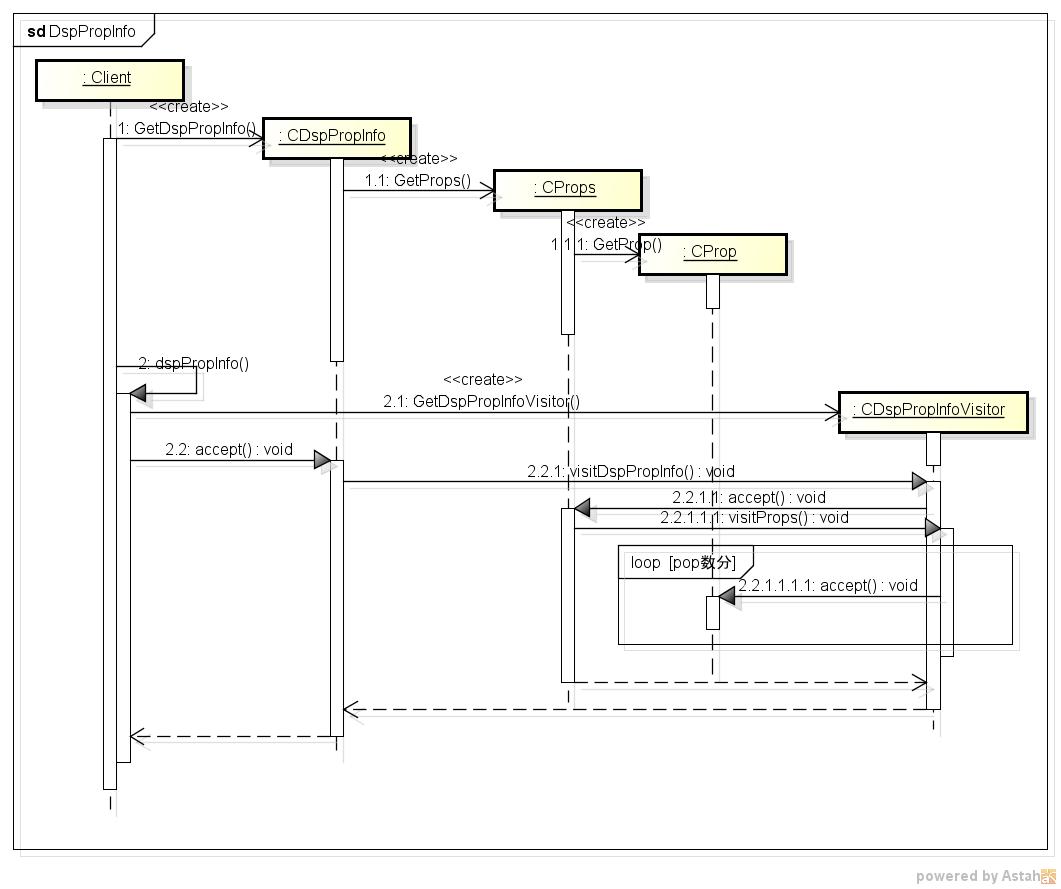 sd DspPropInfo
: Client
<<create>>
1: GetDspPropInfo()
: CDspPropInfo
<<create>>
1.1: GetProps()
: CProps
<<create>>
1.1.1: GetProp()
: CProp
2: dspPropInfo()
<<create>>
2.1: GetDspPropInfoVisitor()
: CDspPropInfoVisitor
2.2: accept() : void
2.2.1: visitDspPropInfo() : void
2.2.1.1: accept() : void
2.2.1.1.1: visitProps() : void
loop [pop数分]
2.2.1.1.1.1: accept() : void
powered by Astah